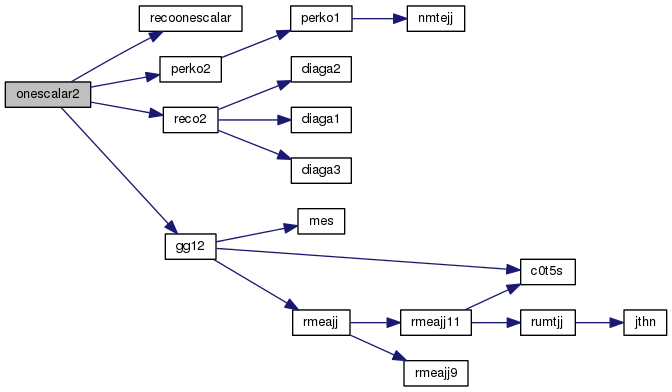 recoonescalar
perko1
nmtejj
perko2
diaga2
onescalar2
reco2
diaga1
diaga3
mes
gg12
c0t5s
rmeajj
rmeajj11
rumtjj
jthn
rmeajj9